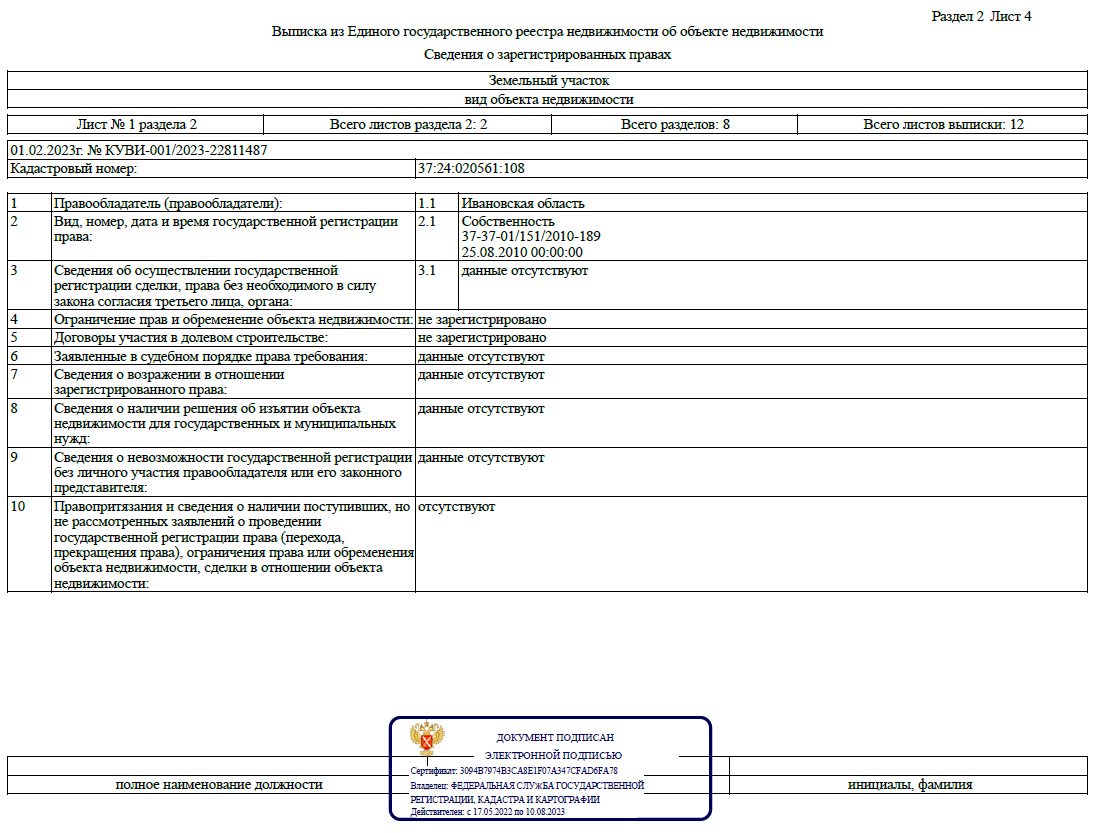 Раздел 2 Лист 4
Выписка из Единого государственного реестра недвижимости об объекте недвижимости
Сведения о зарегистрированных правах
Земельный участок
вид объекта недвижимости
Лист № 1 раздела 2 Всего листов раздела 2: 2 Всего разделов: 8 Всего листов выписки: 12
01.02.2023г. № КУВИ-001/2023-22811487
Кадастровый номер: 37:24:020561:108
1 Правообладатель (правообладатели): 1.1 Ивановская область
2 Вид, номер, дата и время государственной регистрации 2.1 Собственность
права: 37-37-01/151/2010-189
25.08.2010 00:00:00
3 Сведения об осуществлении государственной 3.1 данные отсутствуют
регистрации сделки, права без необходимого в силу
закона согласия третьего лица, органа:
4 Ограничение прав и обременение объекта недвижимости: не зарегистрировано
5 Договоры участия в долевом строительстве: не зарегистрировано
6 Заявленные в судебном порядке права требования: данные отсутствуют
7 Сведения о возражении в отношении данные отсутствуют
зарегистрированного права:
8 Сведения о наличии решения об изъятии объекта данные отсутствуют
недвижимости для государственных и муниципальных
нужд:
9 Сведения о невозможности государственной регистрации данные отсутствуют
без личного участия правообладателя или его законного
представителя:
10 Правопритязания и сведения о наличии поступивших, но отсутствуют
не рассмотренных заявлений о проведении
государственной регистрации права (перехода,
прекращения права), ограничения права или обременения
объекта недвижимости, сделки в отношении объекта
недвижимости:
ДОКУМЕНТ ПОДПИСАН
ЭЛЕКТРОННОЙ ПОДПИСЬЮ
Сертификат: 3094B7974B3CA8E1F07A347CFAD6FA78
Владелец: ФЕДЕРАЛЬНАЯ СЛУЖБА ГОСУДАРСТВЕННОЙ
РЕГИСТРАЦИИ, КАДАСТРА И КАРТОГРАФИИ
Действителен: с 17.05.2022 по 10.08.2023
полное наименование должности инициалы, фамилия